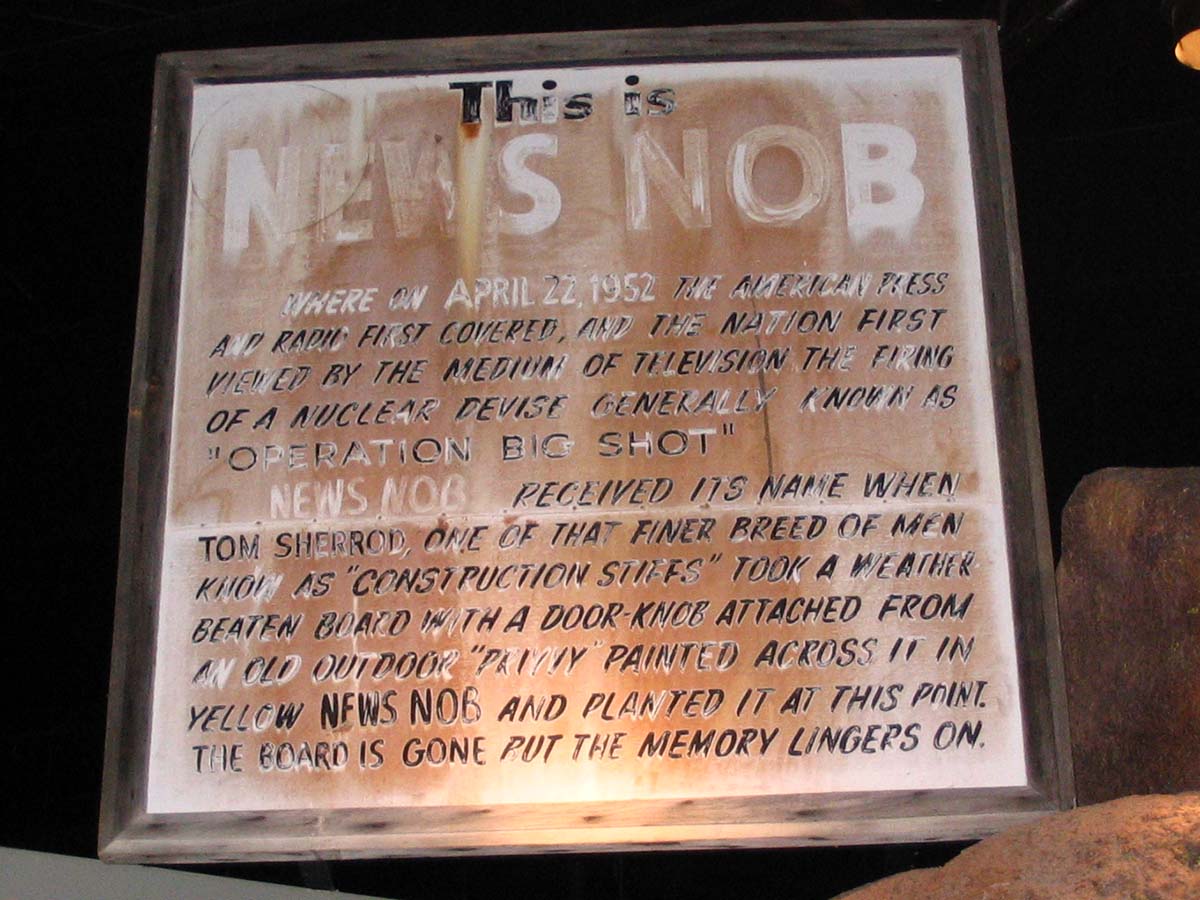 This is
NEWS NOB
WHERE ON APRIL 22, 1952 THE AMERICAN PRESS
AND RADIO FIRST COVERED, AND THE NATION FIRST
VIEWED BY THE MEDIUM OF TELEVISION THE FIRING
OF A NUCLEAR DEVISE GENERALLY KNOWN AS
"OPERATION BIG SHOT"
NEWS NOB RECEIVED ITS NAME WHEN
TOM SHERROD, ONE OF THAT FINER BREED OF MEN
KNOW AS "CONSTRUCTION STIFFS" TOOK A WEATHER
BEATEN BOARD WITH A DOOR-KNOB ATTACHED FROM
AN OLD OUTDOOR "PRIVIY" PAINTED ACROSS IT IN
YELLOW NEWS NOB AND PLANTED IT AT THIS POINT.
THE BOARD IS GONE BUT THE MEMORY LINGERS ON.